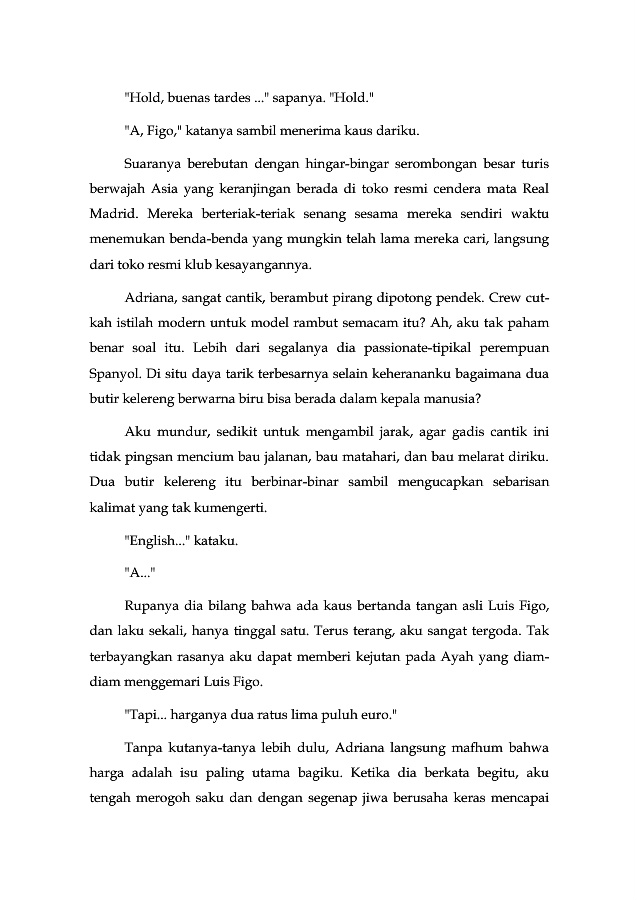 "Hold, buenas tardes ..." sapanya. "Hold."
"A, Figo," katanya sambil menerima kaus dariku.
Suaranya berebutan dengan hingar-bingar serombongan besar turis
berwajah Asia yang keranjingan berada di toko resmi cendera mata Real
Madrid. Mereka berteriak-teriak senang sesama mereka sendiri waktu
menemukan benda-benda yang mungkin telah lama mereka cari, langsung
dari toko resmi klub kesayangannya.
Adriana, sangat cantik, berambut pirang dipotong pendek. Crew cut-
kah istilah modern untuk model rambut semacam itu? Ah, aku tak paham
benar soal itu. Lebih dari segalanya dia passionate-tipikal perempuan
Spanyol. Di situ daya tarik terbesarnya selain keherananku bagaimana dua
butir kelereng berwarna biru bisa berada dalam kepala manusia?
Aku mundur, sedikit untuk mengambil jarak, agar gadis cantik ini
tidak pingsan mencium bau jalanan, bau matahari, dan bau melarat diriku.
Dua butir kelereng itu berbinar-binar sambil mengucapkan sebarisan
kalimat yang tak kumengerti.
"English..." kataku.
"A..."
Rupanya dia bilang bahwa ada kaus bertanda tangan asli Luis Figo,
dan laku sekali, hanya tinggal satu. Terus terang, aku sangat tergoda. Tak
terbayangkan rasanya aku dapat memberi kejutan pada Ayah yang diam-
diam menggemari Luis Figo.
"Tapi... harganya dua ratus lima puluh euro."
Tanpa kutanya-tanya lebih dulu, Adriana langsung mafhum bahwa
harga adalah isu paling utama bagiku. Ketika dia berkata begitu, aku
tengah merogoh saku dan dengan segenap jiwa berusaha keras mencapai